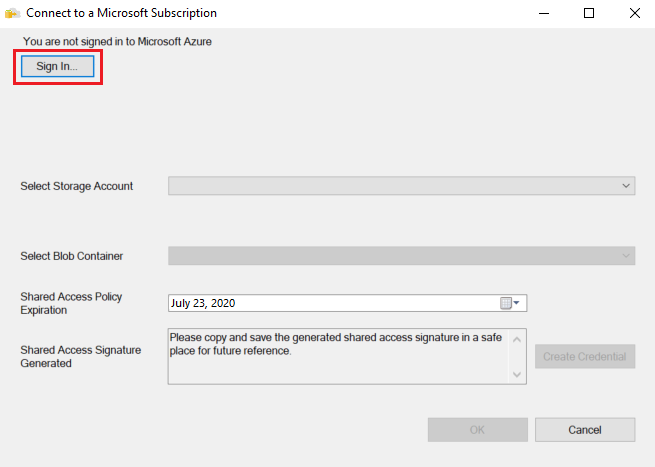 Connect to a Microsoft Subscription
You are not signed in to Microsoft Azure
Sign In...
Select Storage Account
Select Blob Container
Shared Access Policy
Expiration
July 23, 2020
Shared Access Signature
Generated
Please copy and save the generated shared access signature in a safe
place for future reference.
Create Credential
OK
Cancel